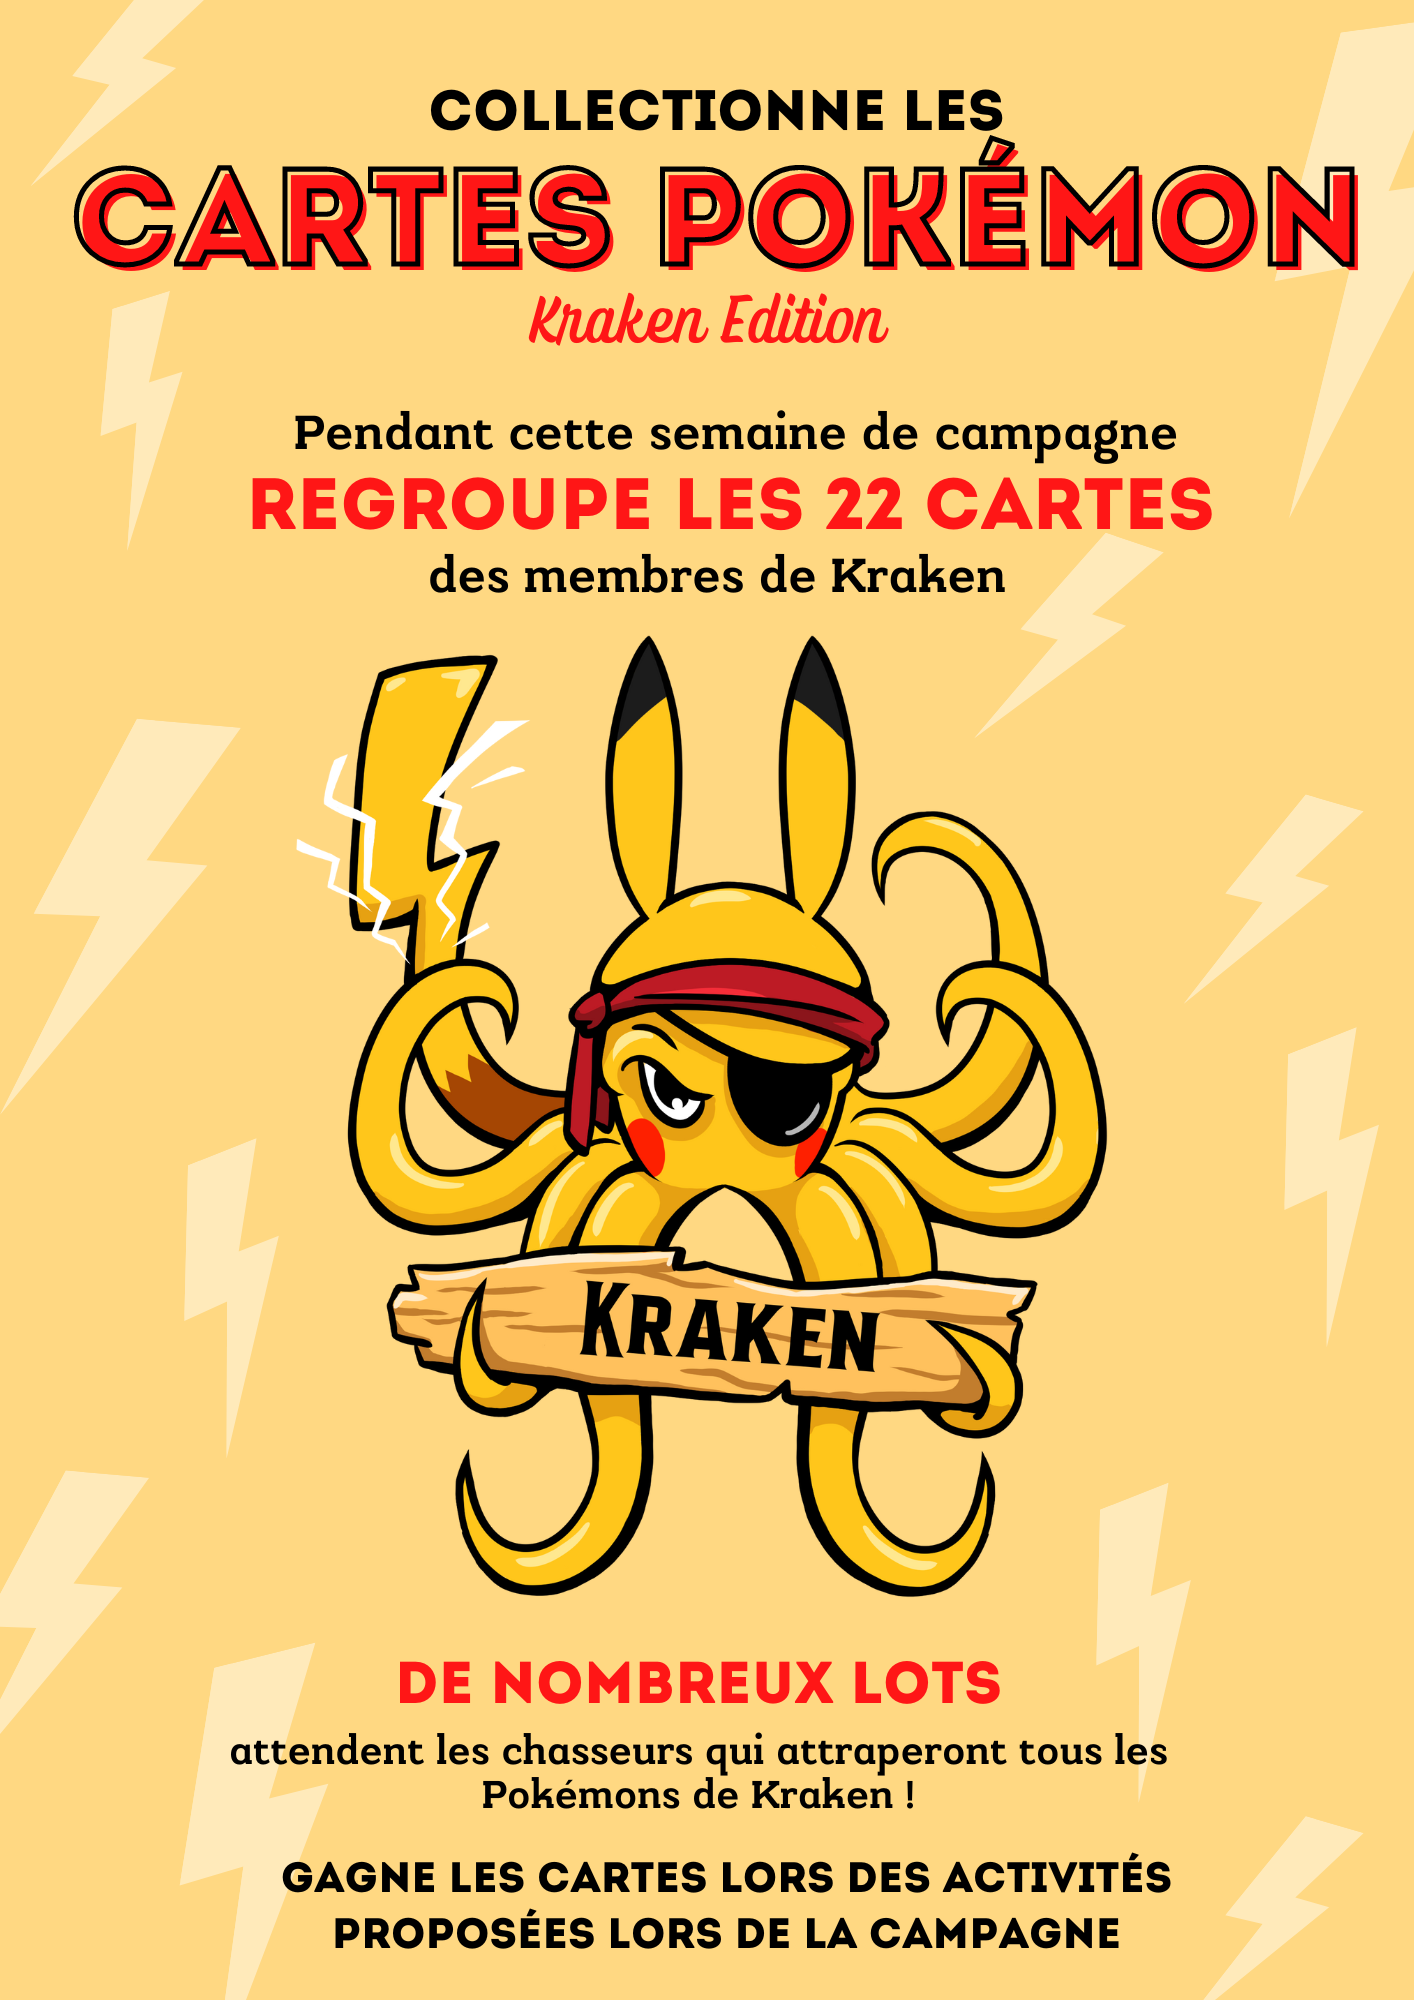 COLLECTIONNE LES
CARTES POKÉMON
Kraken Edition
Pendant cette semaine de campagne
REGROUPE LES 22 CARTES
des membres de Kraken
KRAKEN
DE NOMBREUX LOTS
attendent les chasseurs qui attraperont tous les
Pokémons de Kraken !
GAGNE LES CARTES LORS DES ACTIVITÉS
PROPOSÉES LORS DE LA CAMPAGNE